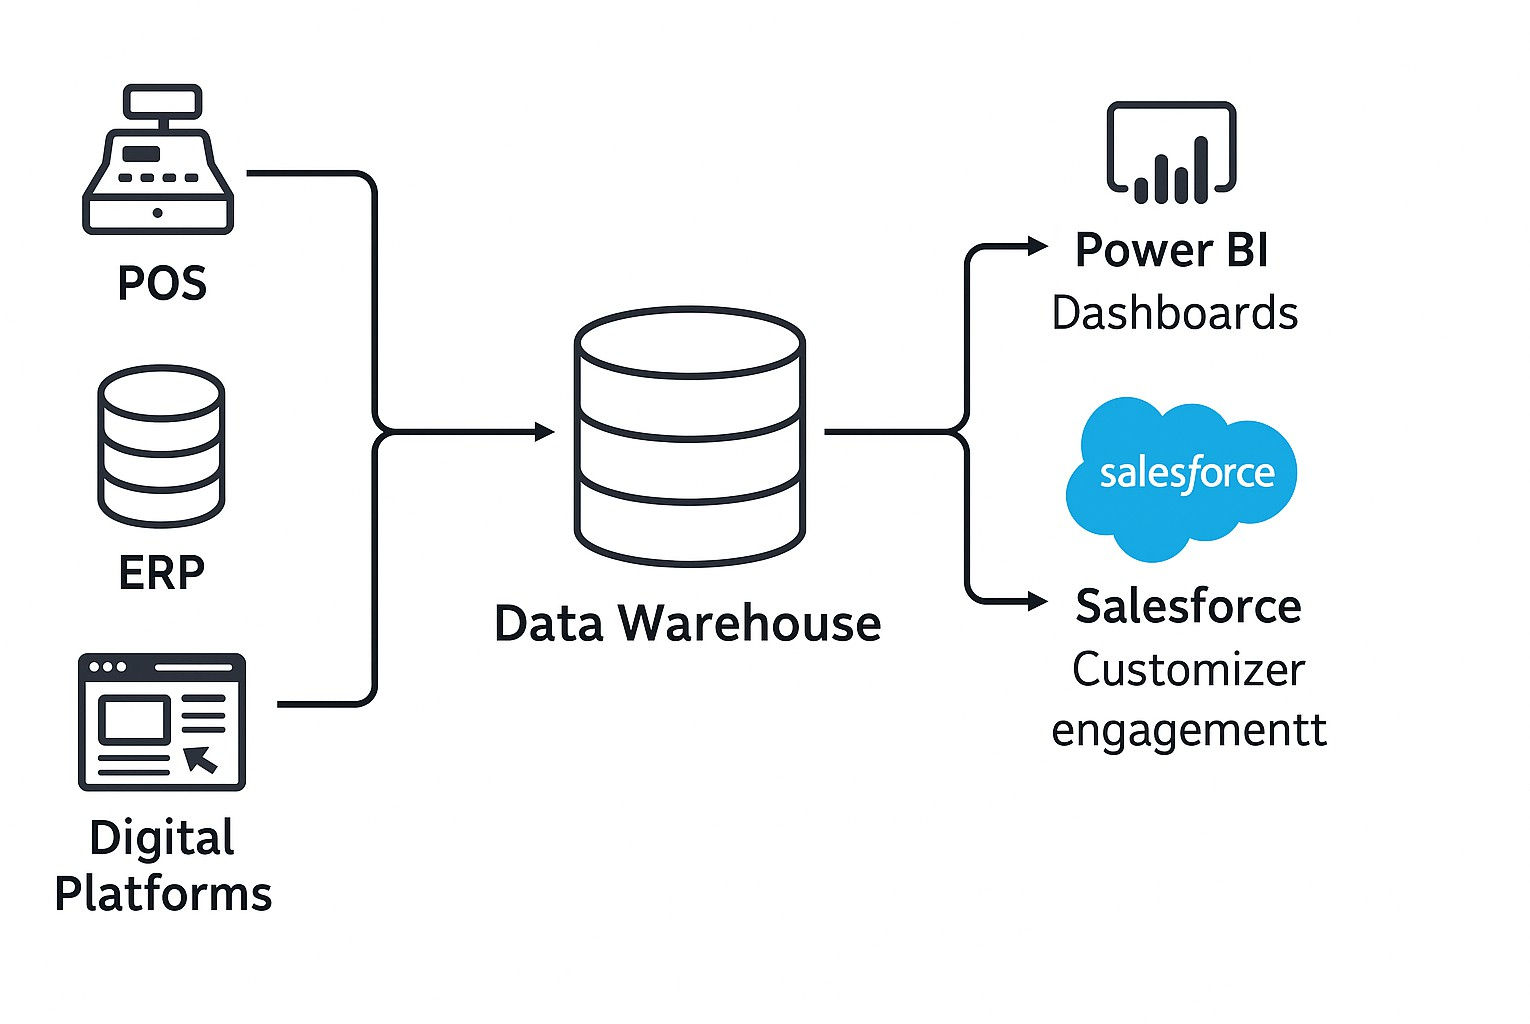 POS
ERP
Digital
Platforms
Data Warehouse
Power BI
Dashboards
salesforce
Salesforce
Customizer
engagementt